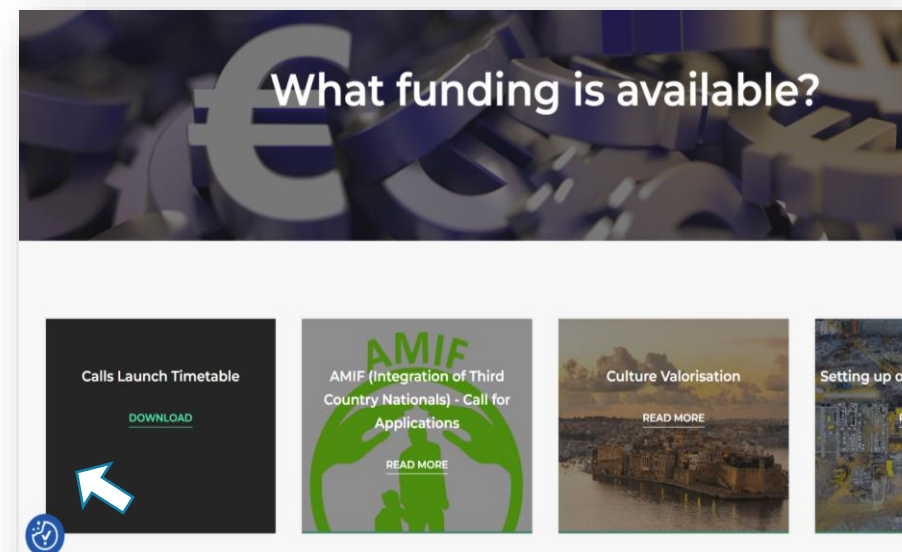 What funding is available?
Calls Launch Timetable
DOWNLOAD
AMIF
AMIF (Integration of Third
Country Nationals) - Call for
Applications
READ MORE
Culture Valorisation
READ MORE
Setting up o